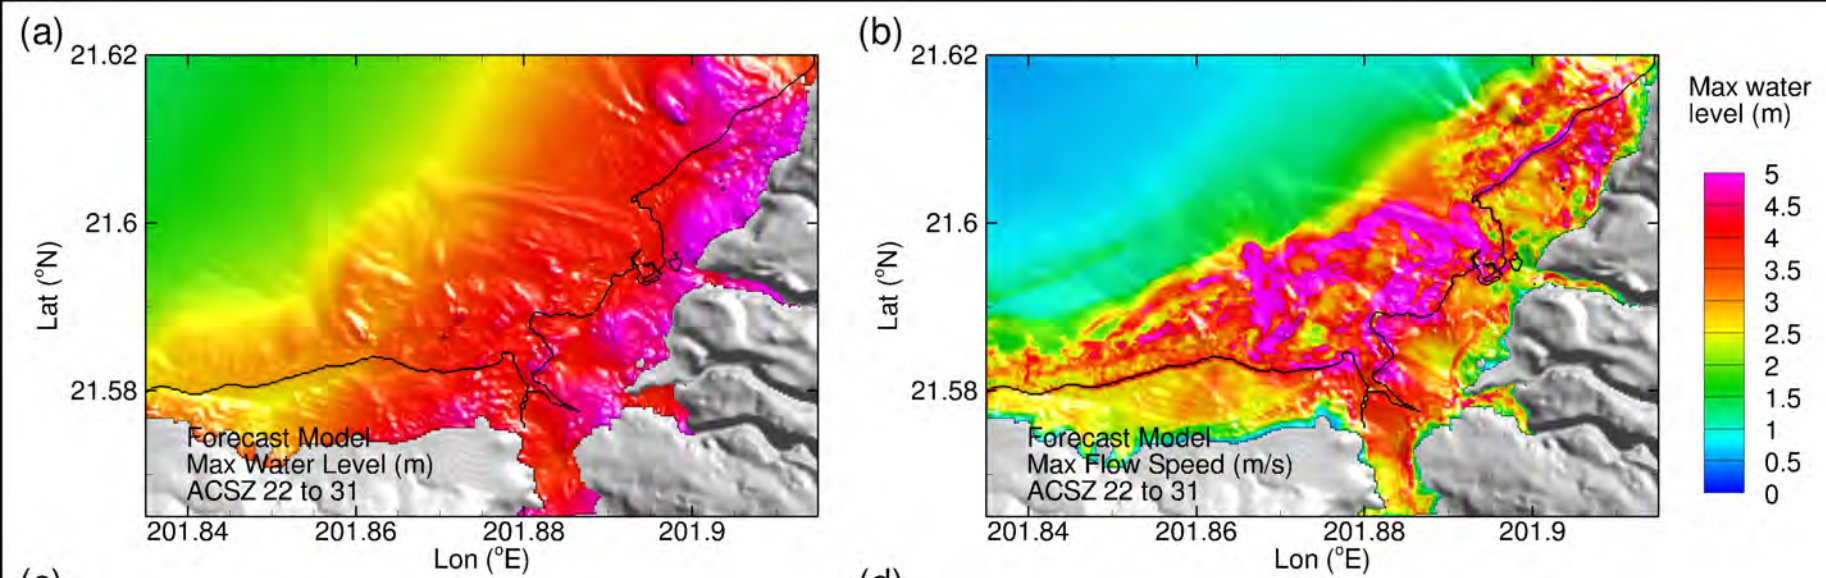 (a)
21.62
21.6
21.58
Lat (°N)
Forecast Model
Max Water Level (m)
ACSZ 22 to 31
201.84 201.86 201.88 201.9
Lon (°E)
(b)
21.62
21.6
21.58
Lat (°N)
Forecast Model
Max Flow Speed (m/s)
ACSZ 22 to 31
201.84 201.86 201.88 201.9
Lon (°E)
Max water
level (m)
5
4.5
4
3.5
3
2.5
2
1.5
1
0.5
0